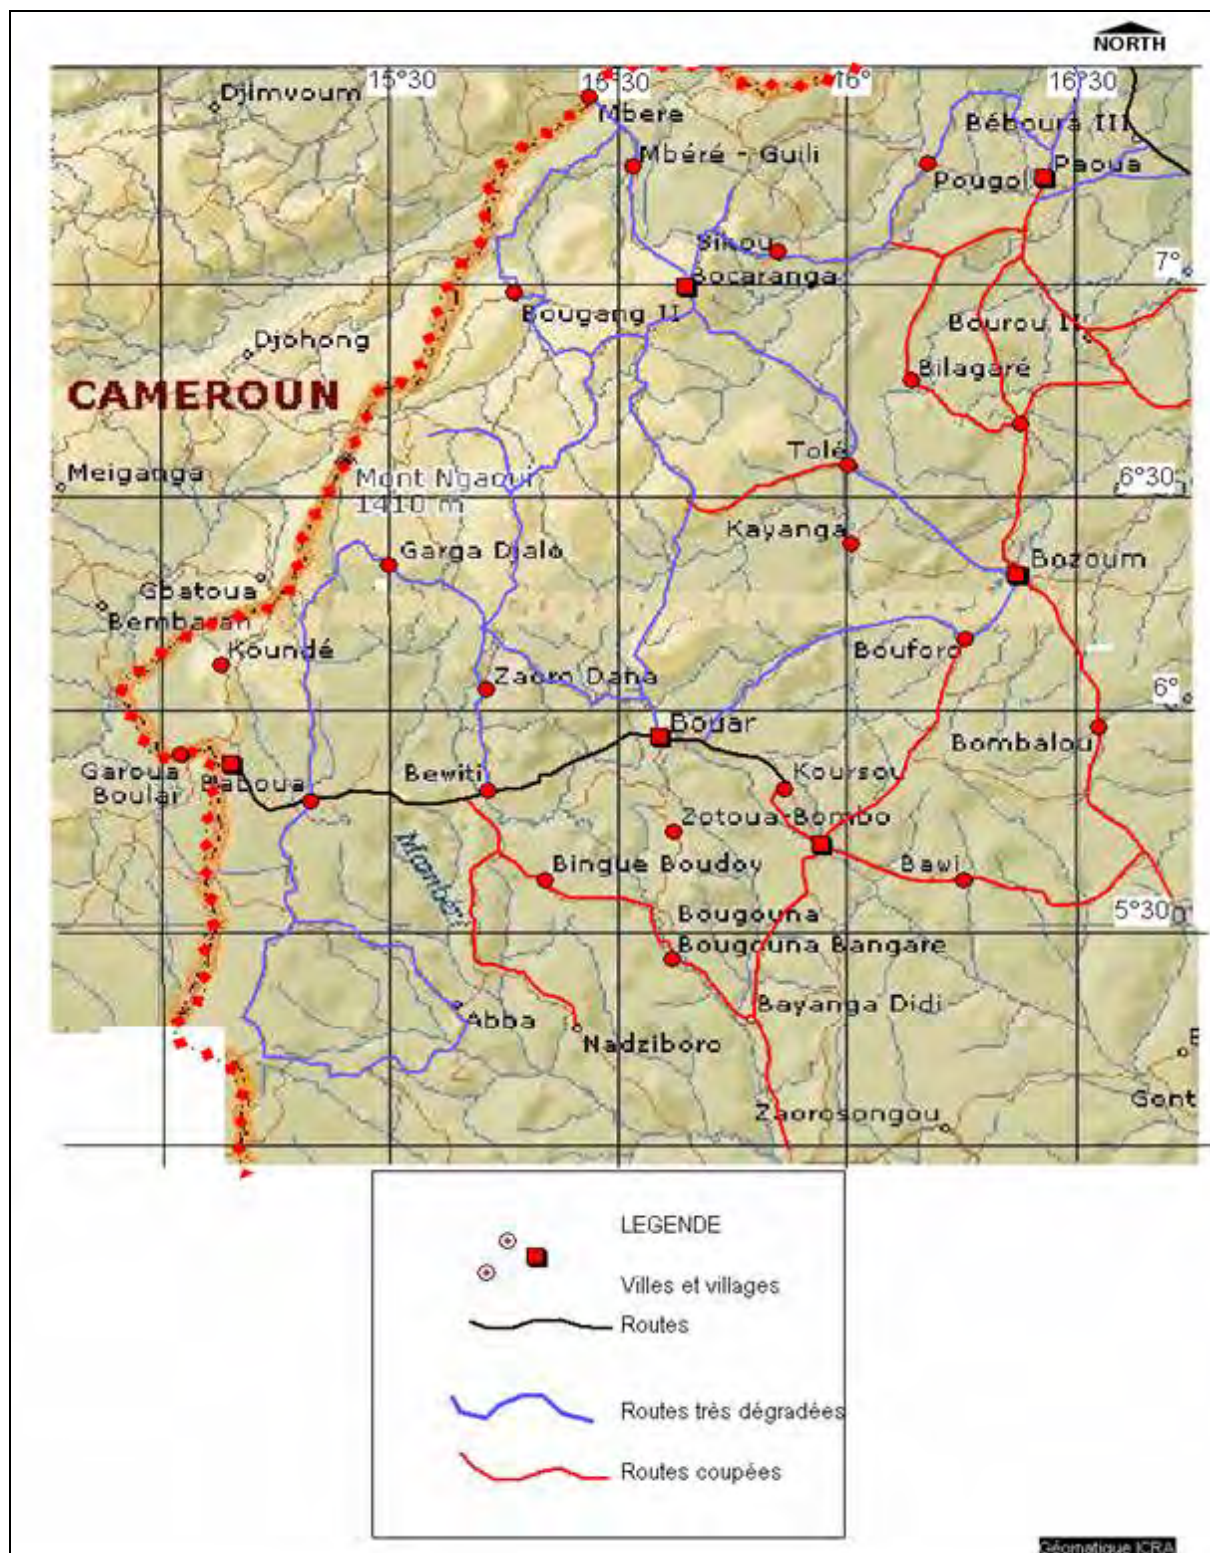 NORTH
15°30
16°30
16°
16°30
Djimvoum
Mbere
Béboura III
Mbéré - Guili
Paoua
Pougol
Sikou
Bocaranga
7°
Bougang II
Bourou II
Djohong
Bilagaré
CAMEROUN
Tolé
Meiganga
Mont Ngaoui
1410 m
6°30
Kayanga
Garga Djalo
Bozoum
Gbatoua
Bembaran
Koundé
Bouforo
Zaoro Dana
6°
Bouar
Bombalou
Garoua
Boulai
Baboua
Bewiti
Koursou
Zotoua-Bombo
Mambéré
Bingue Boudoy
Bawi
Bougouna
5°30
Bougouna Bangare
Bayanga Didi
Abba
Nadziboro
Zaorosongou
Gont
LEGENDE
Villes et villages
Routes
Routes très dégradées
Routes coupées
Géomatique ICRA